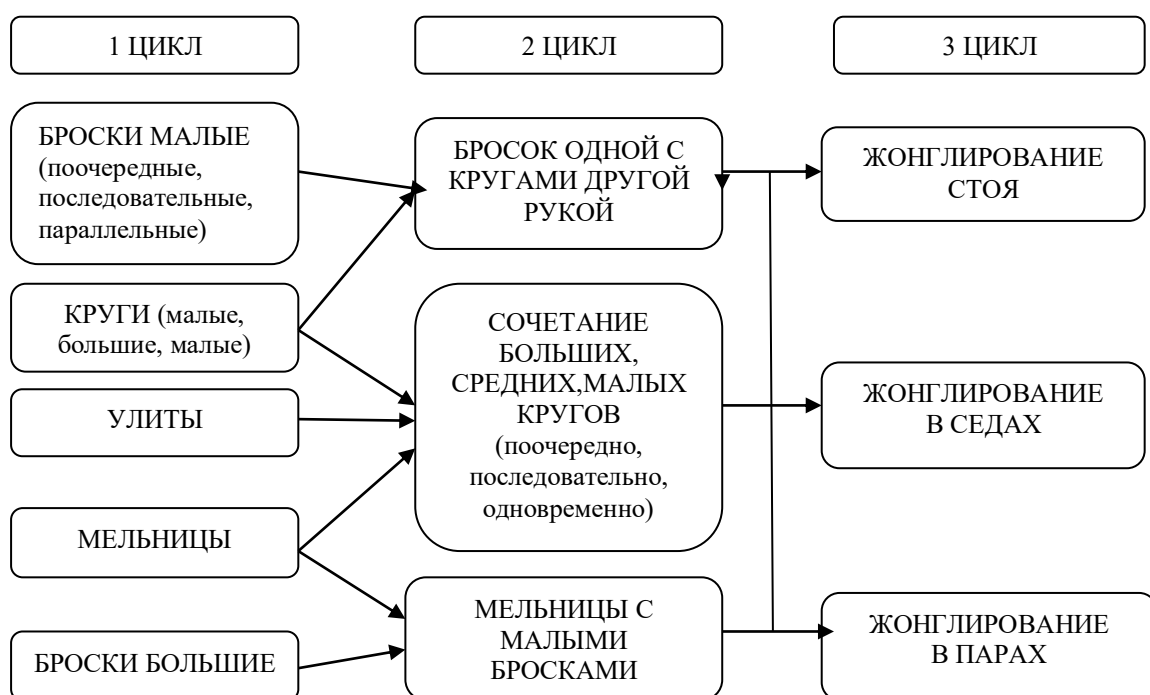 1 ЦИКЛ
2 ЦИКЛ
3 ЦИКЛ
БРОСКИ МАЛЫЕ
(поочередные,
последовательные,
параллельные)
КРУГИ (малые,
большие, малые)
УЛИТЫ
МЕЛЬНИЦЫ
БРОСКИ БОЛЬШИЕ
БРОСОК ОДНОЙ С
КРУГАМИ ДРУГОЙ
РУКОЙ
СОЧЕТАНИЕ
БОЛЬШИХ,
СРЕДНИХ,МАЛЫХ
КРУГОВ
(поочередно,
последовательно,
одновременно)
МЕЛЬНИЦЫ С
МАЛЫМИ
БРОСКАМИ
ЖОНГЛИРОВАНИЕ
СТОЯ
ЖОНГЛИРОВАНИЕ
В СЕДАХ
ЖОНГЛИРОВАНИЕ
В ПАРАХ